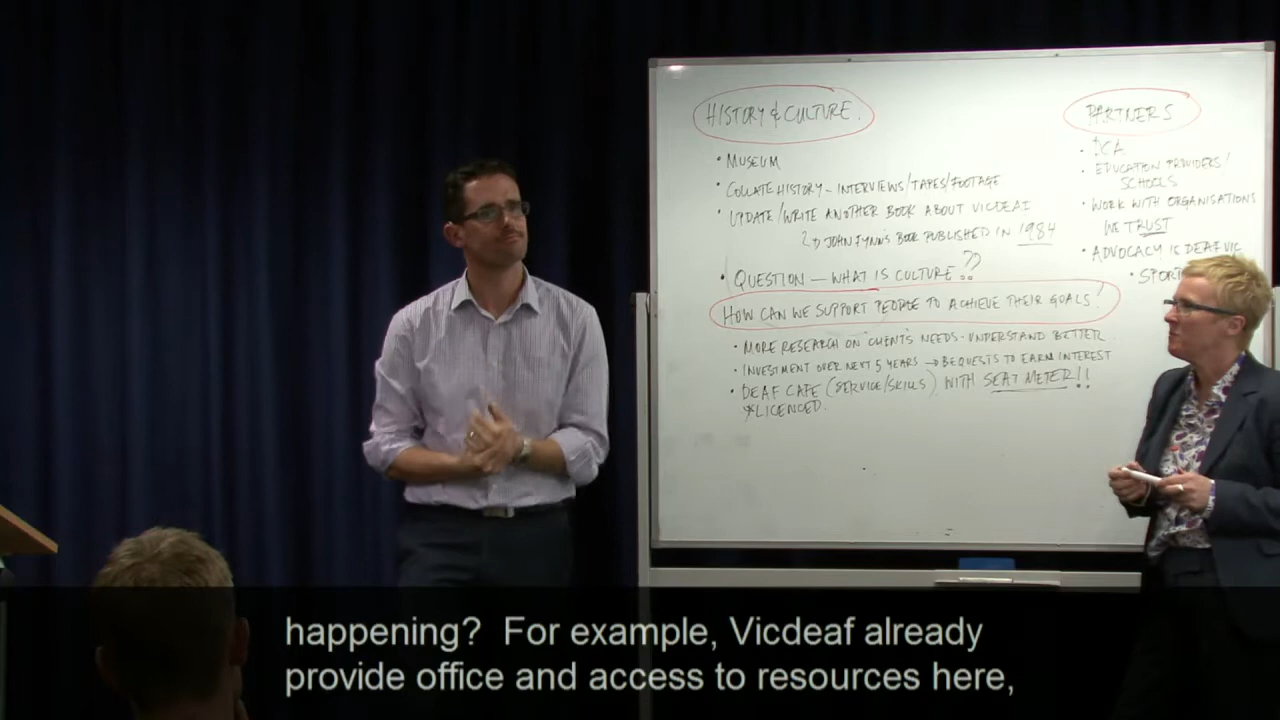 HISTORY & CULTURE.
• MUSEUM
• COLLATE HISTORY – INTERVIEWS/TAPES/FOOTAGE
• UPDATE/WRITE ANOTHER BOOK ABOUT VICDEAF
JOHN FLYNN'S BOOK PUBLISHED IN 1984
• QUESTION – WHAT IS CULTURE??
HOW CAN WE SUPPORT PEOPLE TO ACHIEVE THEIR GOALS?
• MORE RESEARCH ON 'CLIENT'S NEEDS - UNDERSTAND BETTER
• INVESTMENT OVER NEXT 5 YEARS → BEQUESTS TO EARN INTEREST
• DEAF CAFE (SERVICE/SKILLS) WITH SEAT METER!!
* LICENCED.
PARTNERS
• DCA
• EDUCATION PROVIDERS/
SCHOOLS
• WORK WITH ORGANISATIONS
WE TRUST
• ADVOCACY IS DEAF VIC
happening? For example, Vicdeaf already
provide office and access to resources here,